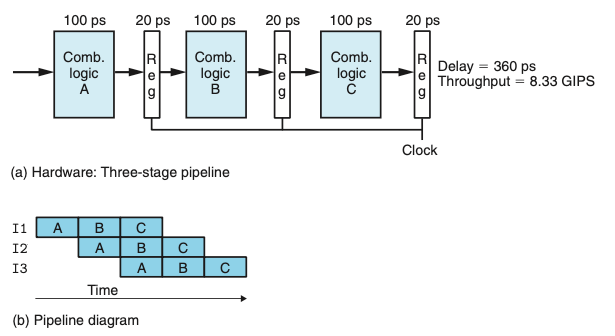 100 ps 20 ps 100 ps 20 ps 100 ps 20 ps
Comb.
logic
A
R
e
g
Comb.
logic
B
R
e
g
Comb.
logic
C
R
e
g
Delay = 360 ps
Throughput = 8.33 GIPS
Clock
(a) Hardware: Three-stage pipeline
I1 A B C
I2 A B C
I3 A B C
Time
(b) Pipeline diagram